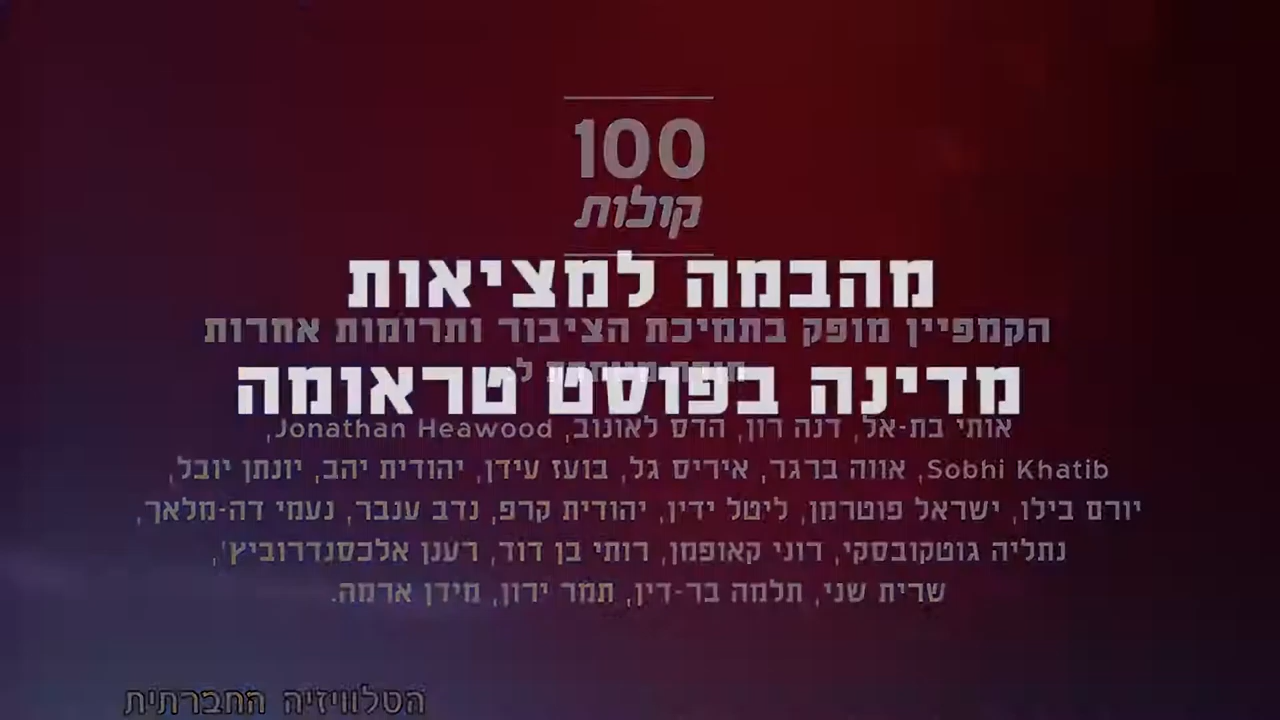 100
קולות
מהבמה למציאות
הקמפיין מופק בתמיכת הציבור ותרומות אחרות
מדינה בפוסט טראומה
אותי בת-אל, דנה רון, הדס לאונוב, Jonathan Heawood,
Sobhi Khatib, אווה ברגר, איריס גל, בועז עידן, יהודית יהב, יונתן יובל,
יורם בילו, ישראל פוטרמן, ליטל ידין, יהודית קרפ, נדב ענבר, נעמי דה-מלאך,
נתליה גוטקובסקי, רוני קאופמן, רותי בן דוד, רענן אלכסנדרוביץ',
שרית שני, תלמה בר-דין, תמר ירון, מידן ארמה.
הטלוויזיה החברתית